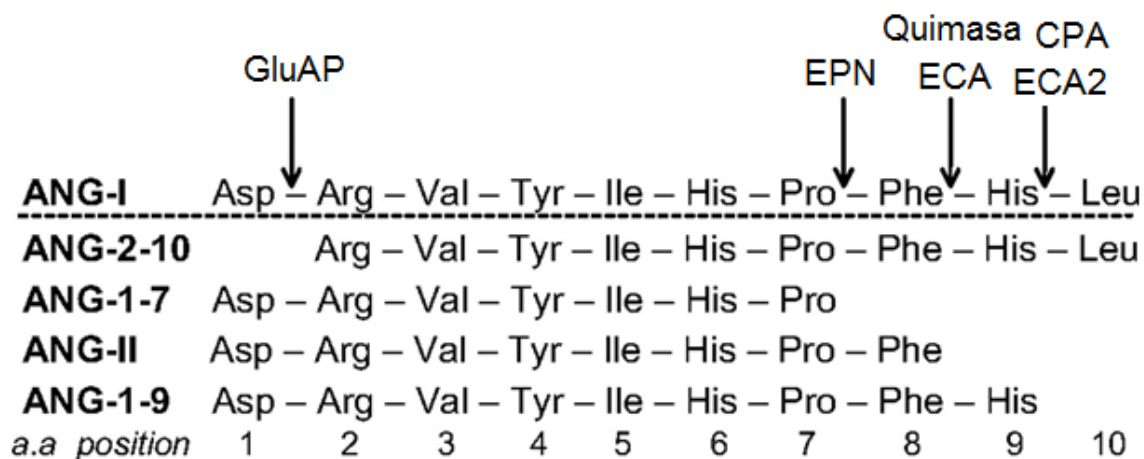 Quimasa CPA
GluAP EPN ECA ECA2
ANG-I Asp – Arg – Val – Tyr – Ile – His – Pro – Phe – His – Leu
ANG-2-10 Arg – Val – Tyr – Ile – His – Pro – Phe – His – Leu
ANG-1-7 Asp – Arg – Val – Tyr – Ile – His – Pro
ANG-II Asp – Arg – Val – Tyr – Ile – His – Pro – Phe
ANG-1-9 Asp – Arg – Val – Tyr – Ile – His – Pro – Phe – His
a.a position 1 2 3 4 5 6 7 8 9 10